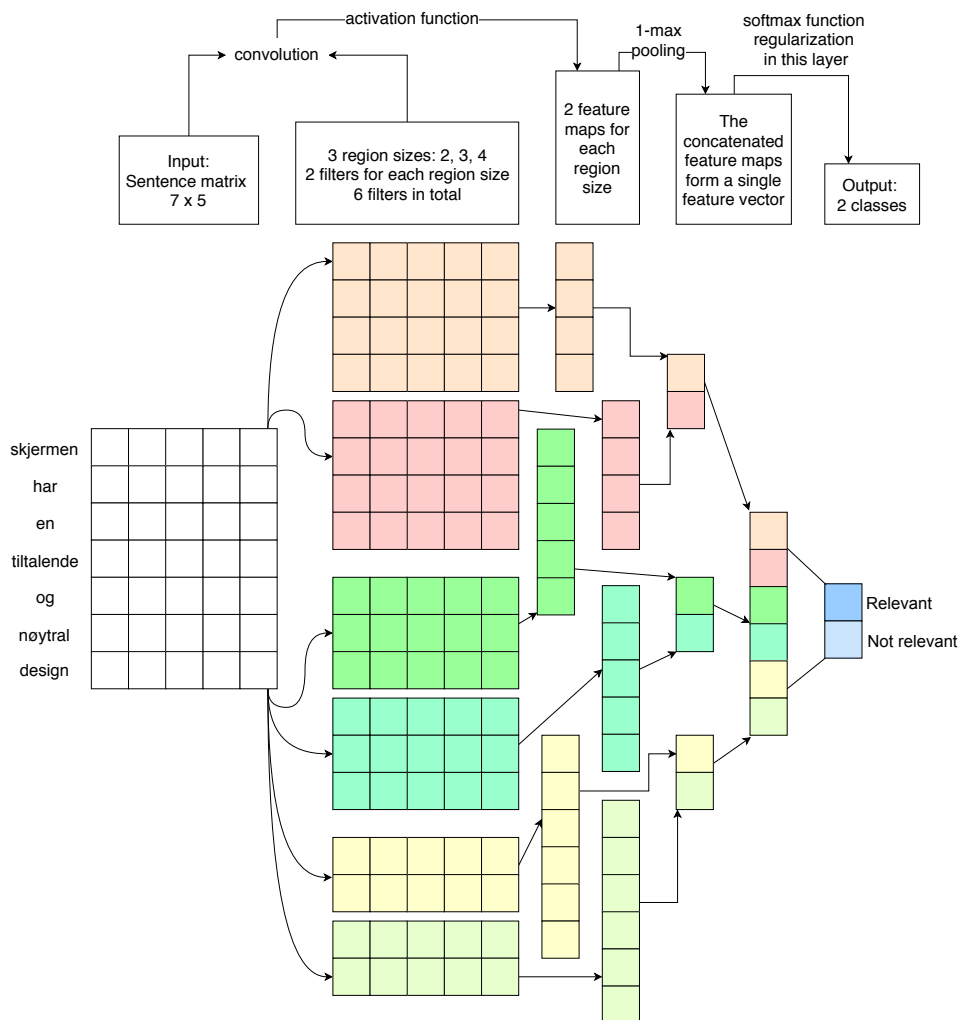 activation function
convolution
1-max
pooling
softmax function
regularization
in this layer
Input:
Sentence matrix
7 x 5
3 region sizes: 2, 3, 4
2 filters for each region size
6 filters in total
2 feature
maps for
each
region
size
The
concatenated
feature maps
form a single
feature vector
Output:
2 classes
skjermen
har
en
tiltalende
og
nøytral
design
Relevant
Not relevant